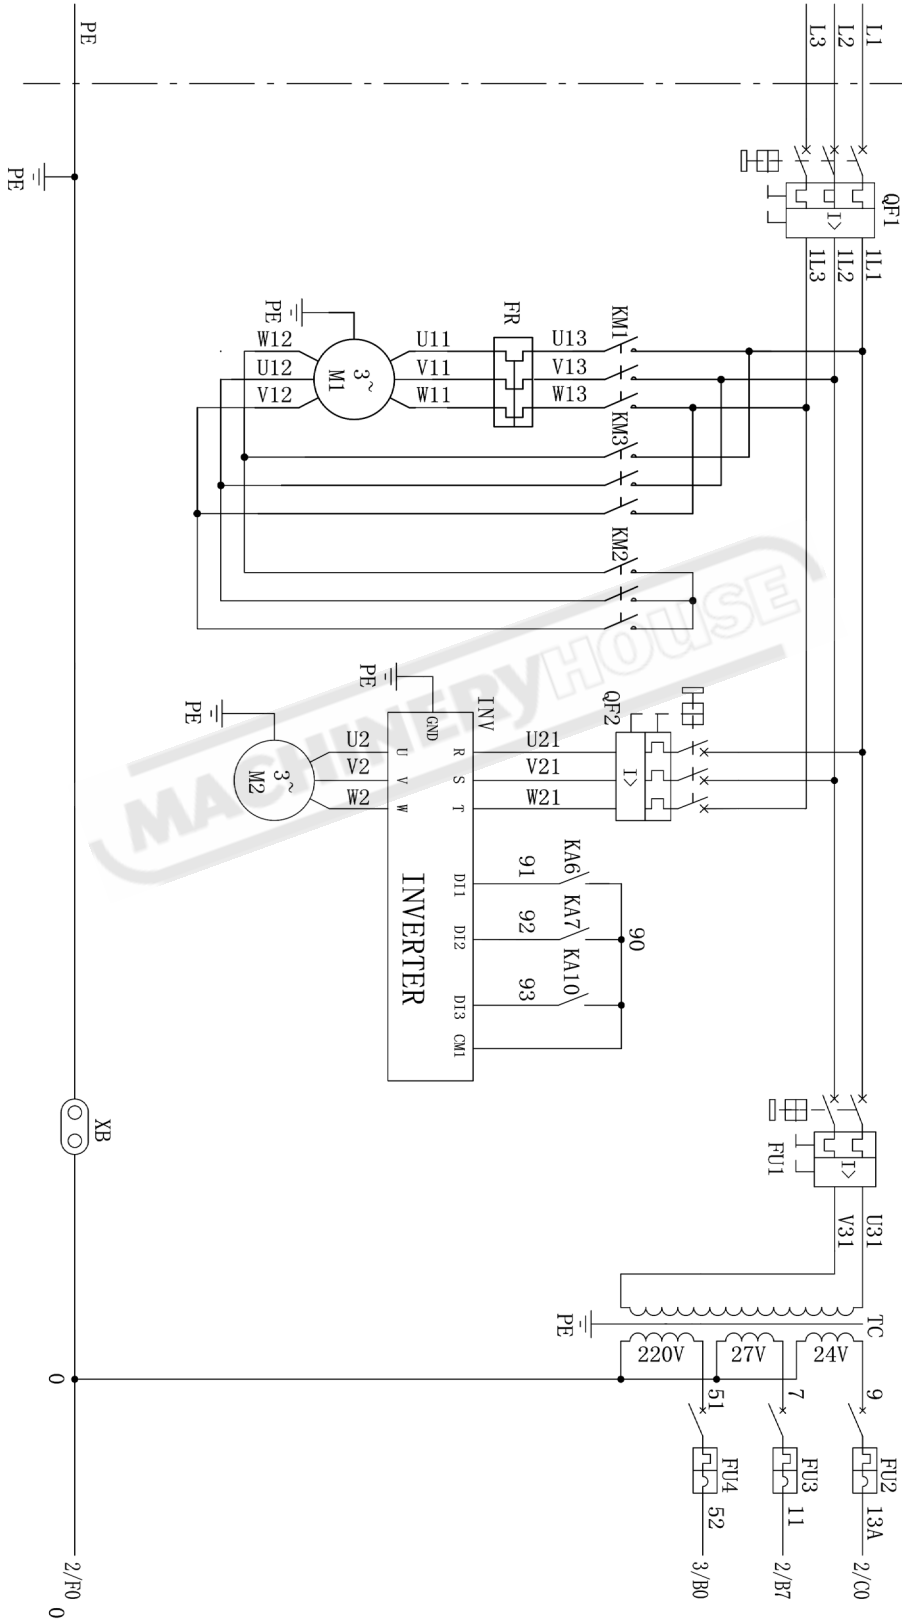 L1
L2
L3
PE
PE
QF1
I>
1L1
1L2
1L3
KM1
U13
V13
W13
FR
U11
V11
W11
3~
M1
PE
W12
U12
V12
KM3
KM2
QF2
I>
U21
V21
W21
INV
PE
GND
R S T
U V W
U2
V2
W2
3~
M2
PE
INVERTER
DI1
DI2
DI3
CM1
KA6
KA7
KA10
91
92
93
90
FU1
I>
U31
V31
TC
PE
24V
27V
220V
9
7
51
FU2
FU3
FU4
13A
11
52
2/C0
2/B7
3/B0
XB
0
2/F0
0
MACHINERYHOUSE